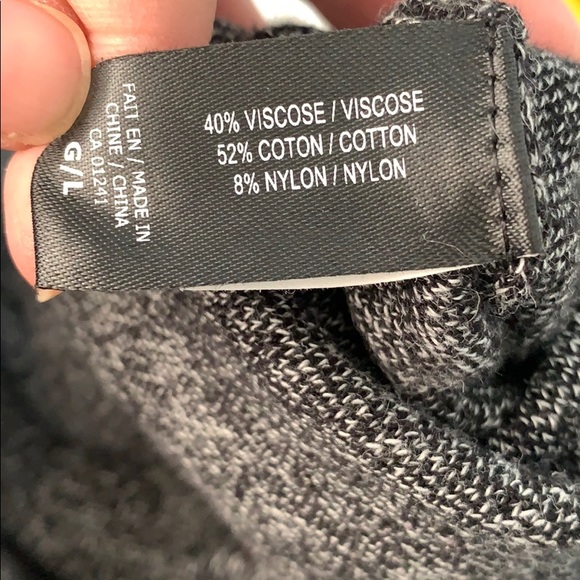 40% VISCOSE / VISCOSE
52% COTON / COTTON
8% NYLON / NYLON
FAIT EN / MADE IN
CHINE / CHINA
CA 01241
G/L